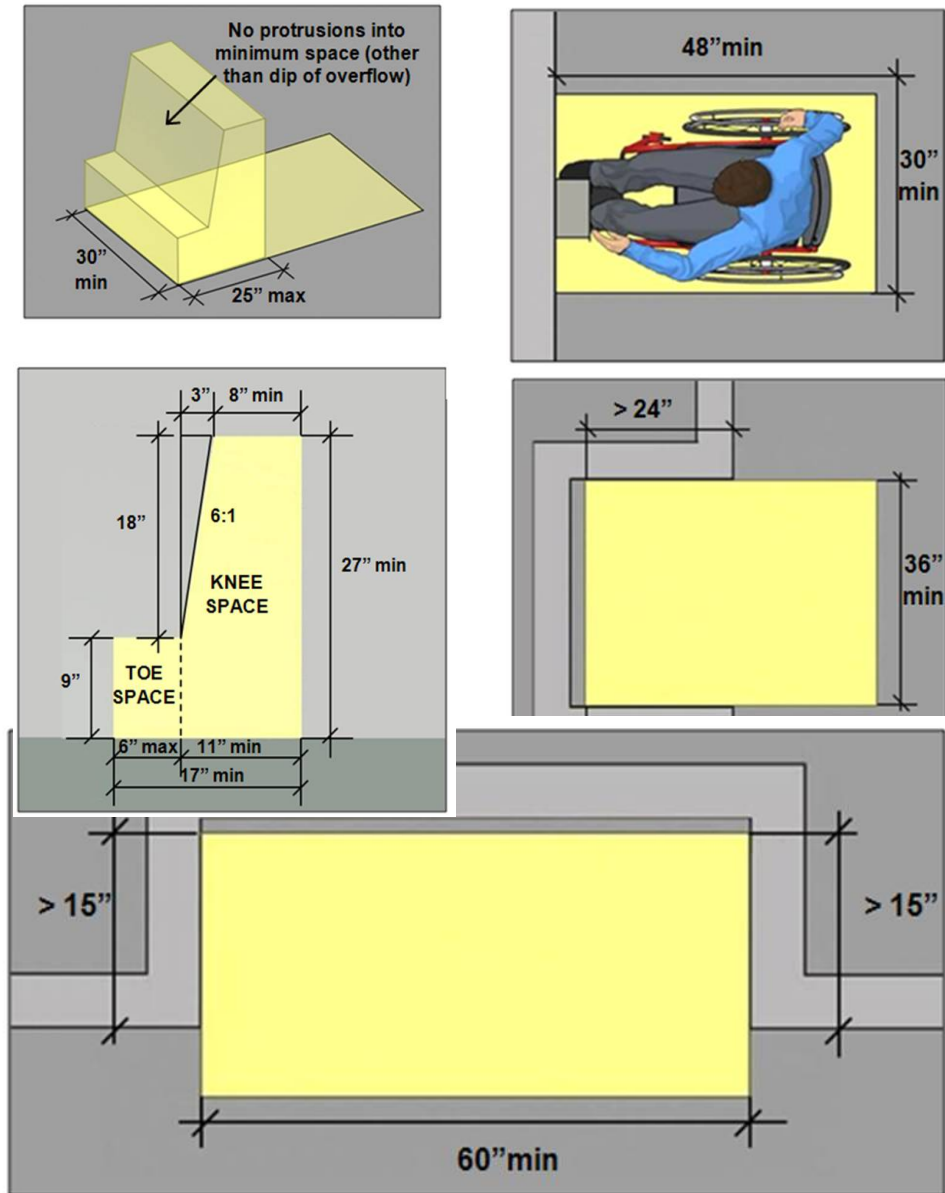 No protrusions into
minimum space (other
than dip of overflow)
30”
min
25” max
48”min
30”
min
3”
8” min
18”
6:1
27” min
KNEE
SPACE
9”
TOE
SPACE
6” max
11” min
17” min
> 24”
36”
min
> 15”
> 15”
60”min